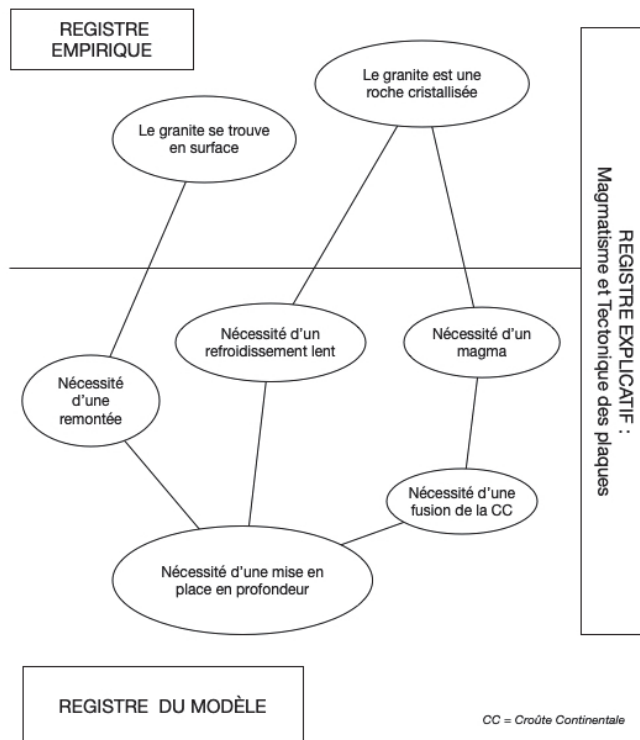 REGISTRE
EMPIRIQUE
Le granite est une
roche cristallisée
Le granite se trouve
en surface
REGISTRE EXPLICATIF :
Magmatisme et Tectonique des plaques
Nécessité d'un
refroidissement lent
Nécessité d'un
magma
Nécessité
d'une
remontée
Nécessité d'une
fusion de la CC
Nécessité d'une mise en
place en profondeur
REGISTRE DU MODÈLE
CC = Croûte Continentale